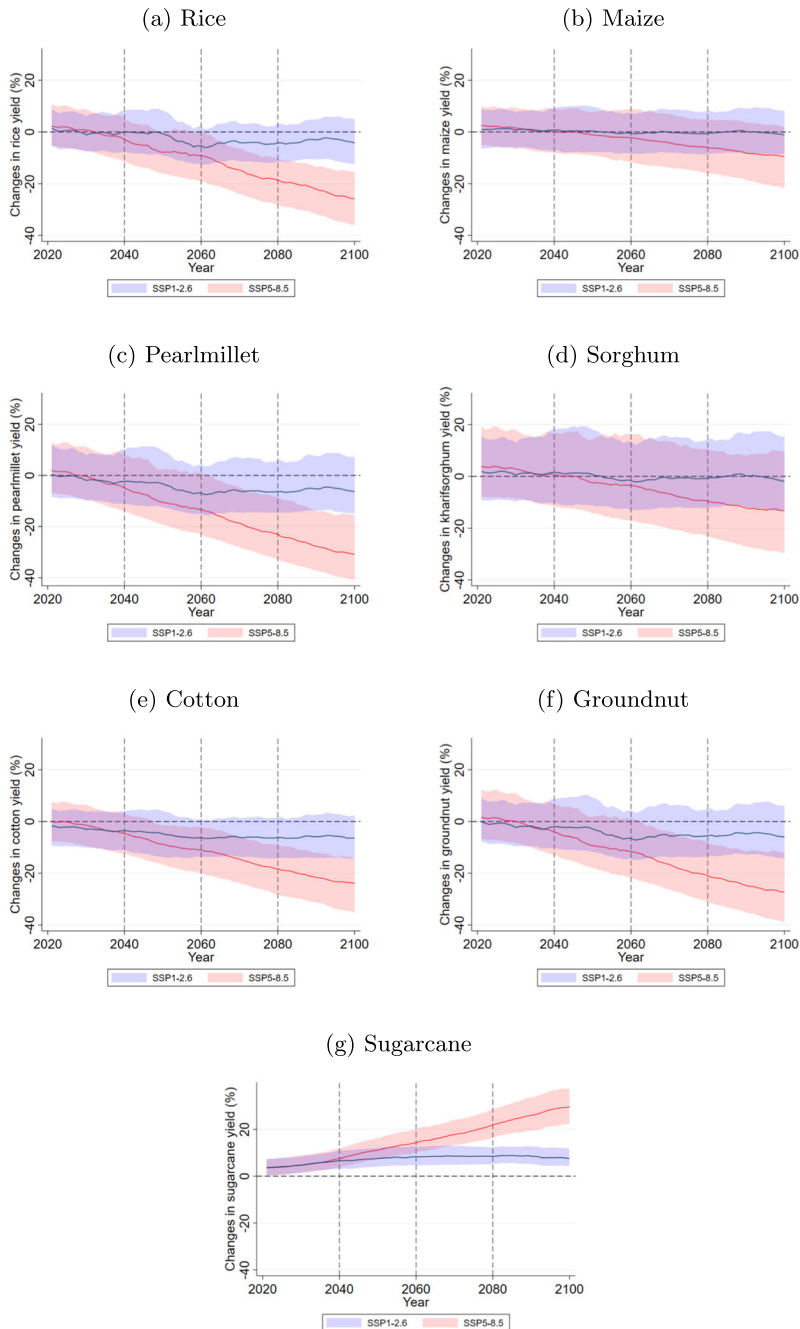 (a) Rice
Changes in rice yield (%)
20
0
-20
-40
2020 2040 2060 2080 2100
Year
SSP1-2.6 SSP5-8.5
(b) Maize
Changes in maize yield (%)
20
0
-20
-40
2020 2040 2060 2080 2100
Year
SSP1-2.6 SSP5-8.5
(c) Pearlmillet
Changes in pearlmillet yield (%)
20
0
-20
-40
2020 2040 2060 2080 2100
Year
SSP1-2.6 SSP5-8.5
(d) Sorghum
Changes in kharifsorghum yield (%)
20
0
-20
-40
2020 2040 2060 2080 2100
Year
SSP1-2.6 SSP5-8.5
(e) Cotton
Changes in cotton yield (%)
20
0
-20
-40
2020 2040 2060 2080 2100
Year
SSP1-2.6 SSP5-8.5
(f) Groundnut
Changes in groundnut yield (%)
20
0
-20
-40
2020 2040 2060 2080 2100
Year
SSP1-2.6 SSP5-8.5
(g) Sugarcane
Changes in sugarcane yield (%)
20
0
-20
-40
2020 2040 2060 2080 2100
Year
SSP1-2.6 SSP5-8.5